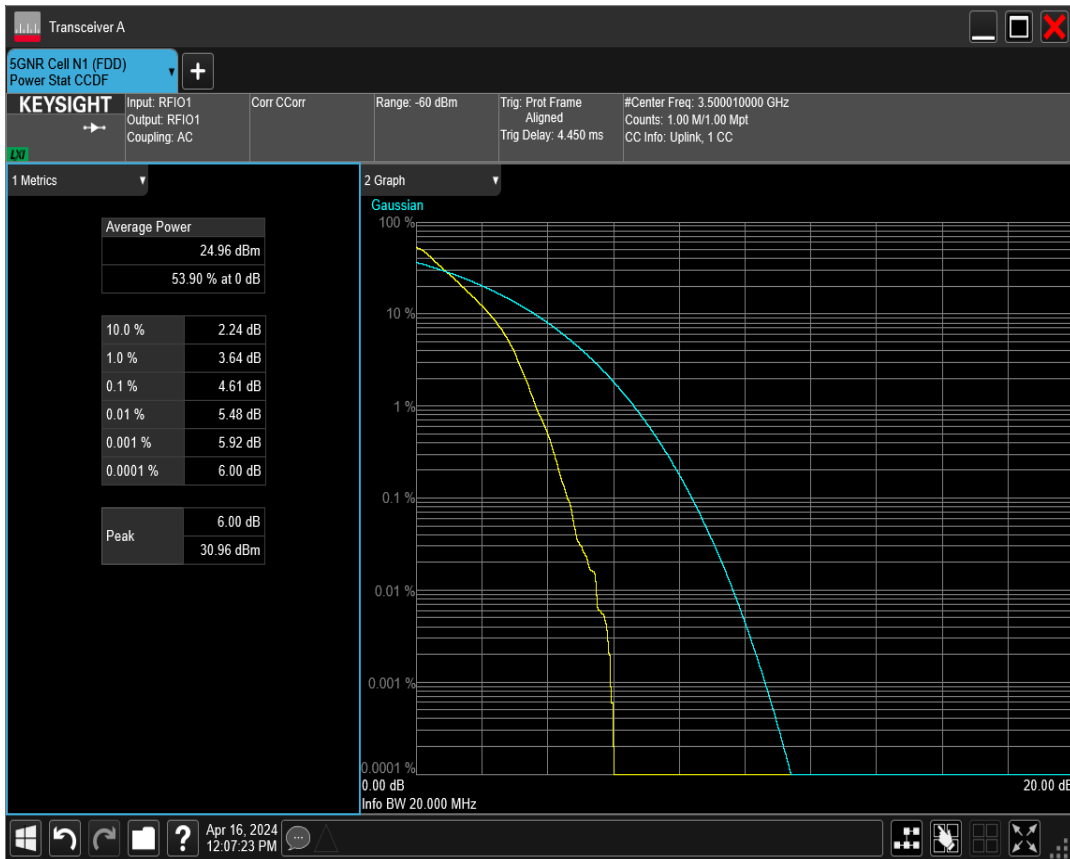 Transceiver A
5GNR Cell N1 (FDD)
Power Stat CCDF
+
KEYSIGHT
LXI
Input: RFIO1
Output: RFIO1
Coupling: AC
Corr CCorr
Range: -60 dBm
Trig: Prot Frame
Aligned
Trig Delay: 4.450 ms
#Center Freq: 3.500010000 GHz
Counts: 1.00 M/1.00 Mpt
CC Info: Uplink, 1 CC
1 Metrics
Average Power
24.96 dBm
53.90 % at 0 dB
10.0 % 2.24 dB
1.0 % 3.64 dB
0.1 % 4.61 dB
0.01 % 5.48 dB
0.001 % 5.92 dB
0.0001 % 6.00 dB
Peak
6.00 dB
30.96 dBm
2 Graph
Gaussian
100 %
10 %
1 %
0.1 %
0.01 %
0.001 %
0.0001 %
0.00 dB 20.00 dB
Info BW 20.000 MHz
?
Apr 16, 2024
12:07:23 PM